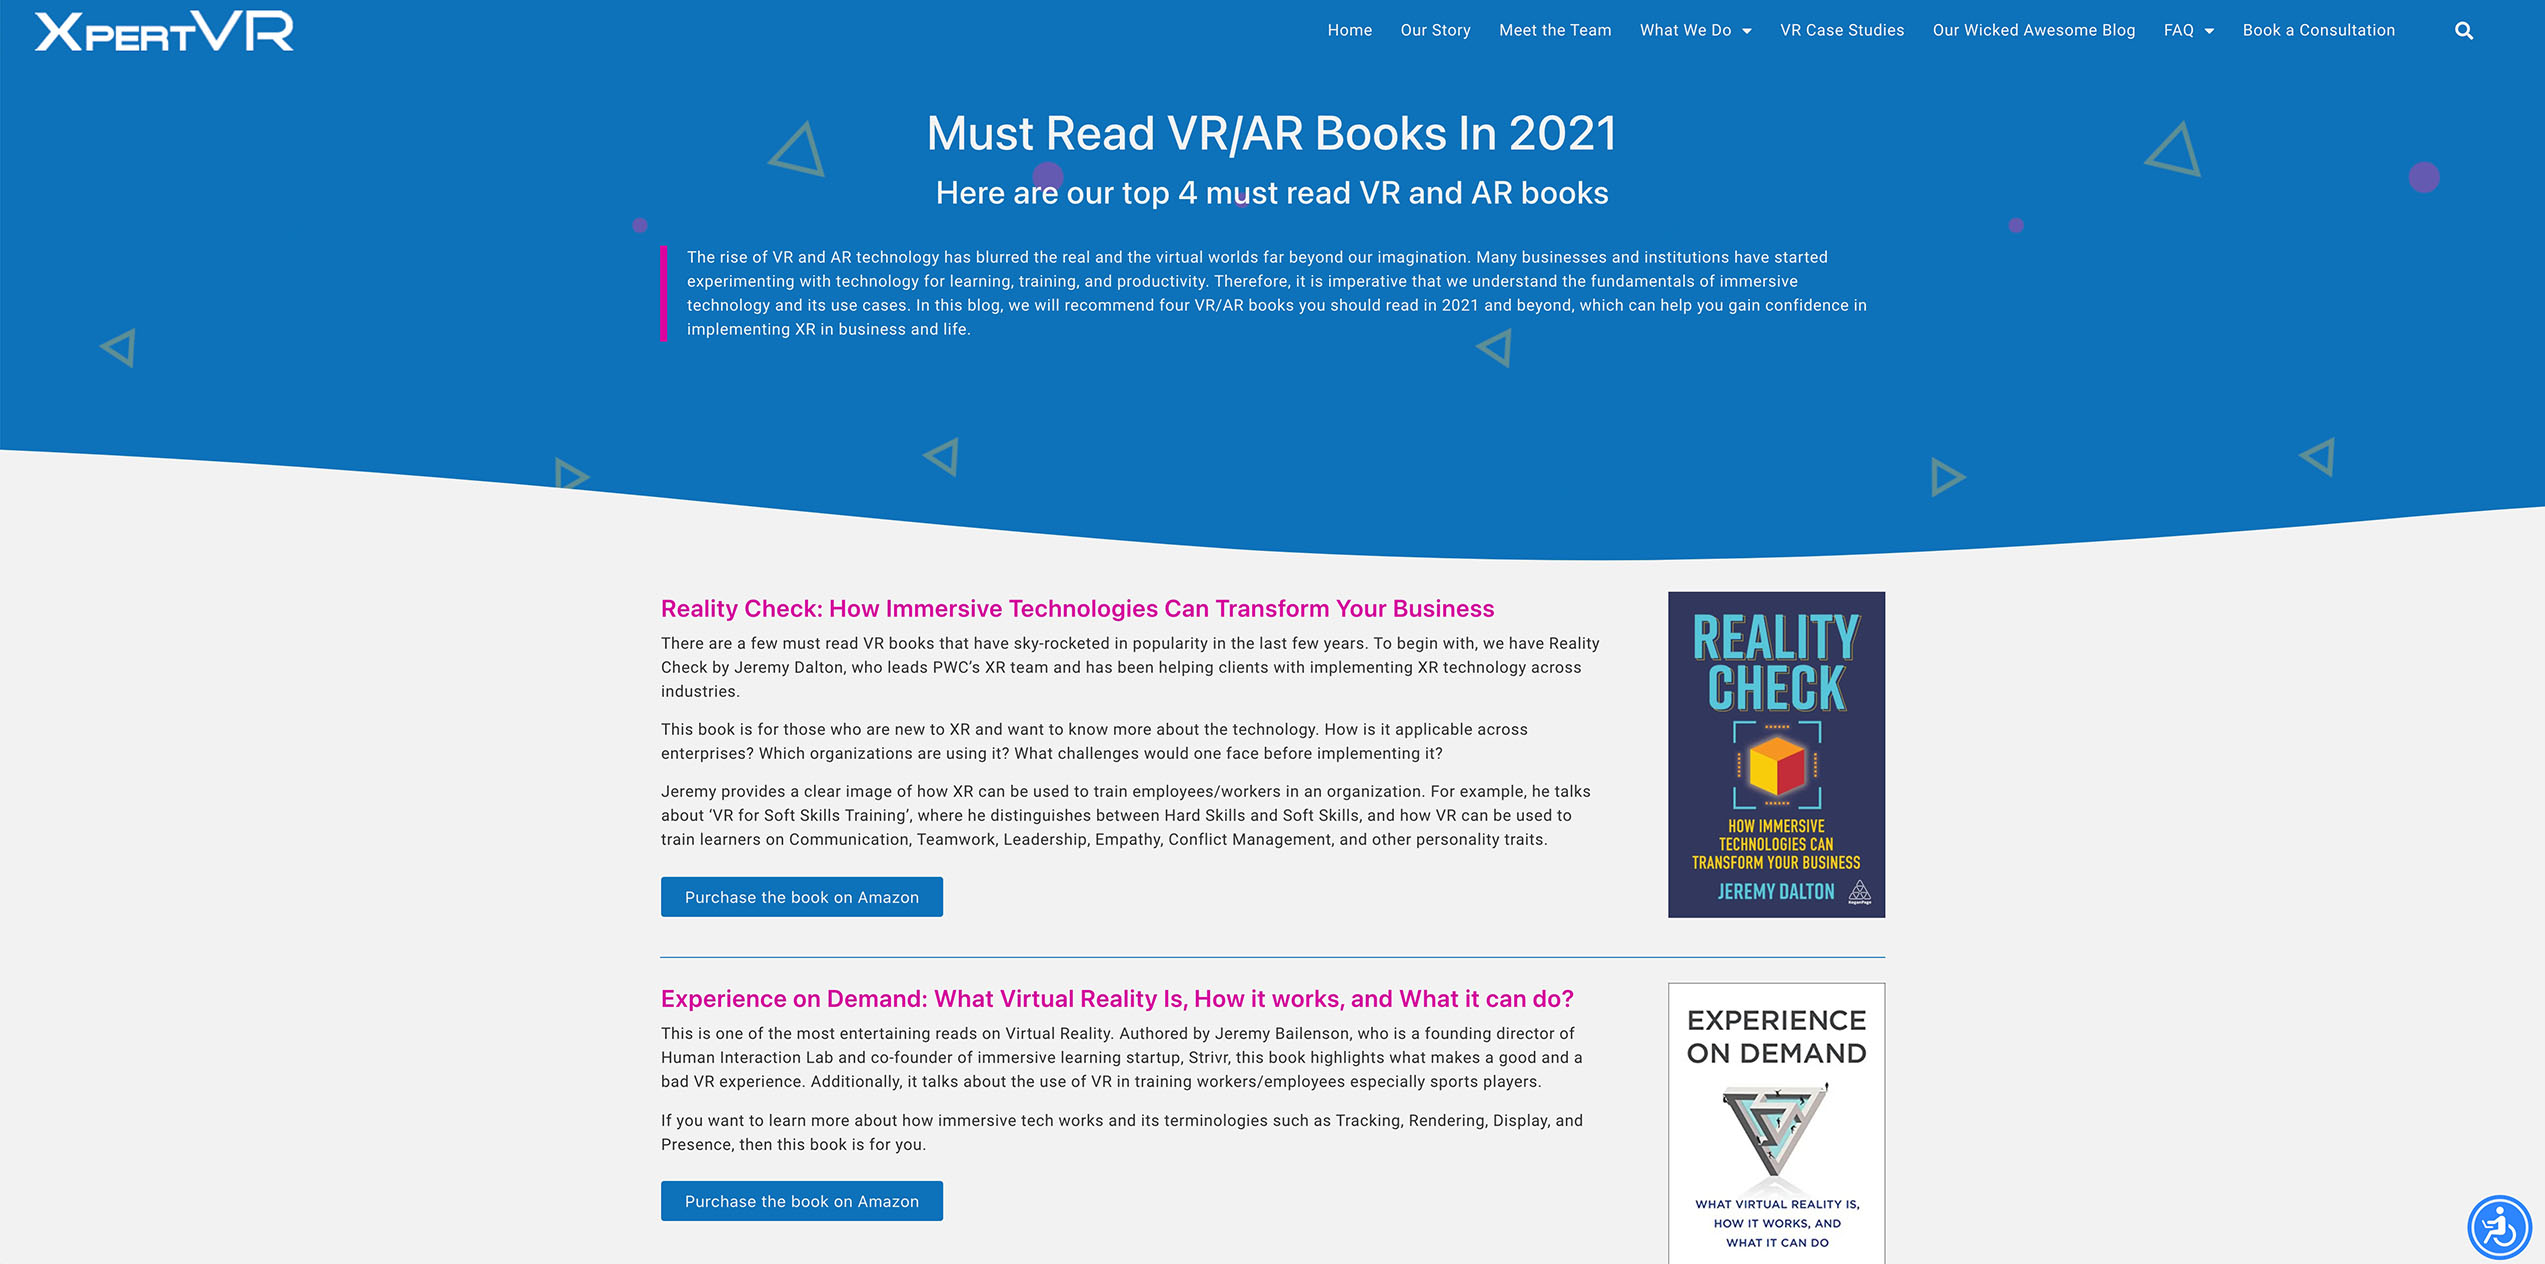 XPERTVR
Home Our Story Meet the Team What We Do VR Case Studies Our Wicked Awesome Blog FAQ Book a Consultation
Must Read VR/AR Books In 2021
Here are our top 4 must read VR and AR books
The rise of VR and AR technology has blurred the real and the virtual worlds far beyond our imagination. Many businesses and institutions have started
experimenting with technology for learning, training, and productivity. Therefore, it is imperative that we understand the fundamentals of immersive
technology and its use cases. In this blog, we will recommend four VR/AR books you should read in 2021 and beyond, which can help you gain confidence in
implementing XR in business and life.
Reality Check: How Immersive Technologies Can Transform Your Business
There are a few must read VR books that have sky-rocketed in popularity in the last few years. To begin with, we have Reality
Check by Jeremy Dalton, who leads PWC’s XR team and has been helping clients with implementing XR technology across
industries.
This book is for those who are new to XR and want to know more about the technology. How is it applicable across
enterprises? Which organizations are using it? What challenges would one face before implementing it?
Jeremy provides a clear image of how XR can be used to train employees/workers in an organization. For example, he talks
about ‘VR for Soft Skills Training’, where he distinguishes between Hard Skills and Soft Skills, and how VR can be used to
train learners on Communication, Teamwork, Leadership, Empathy, Conflict Management, and other personality traits.
Purchase the book on Amazon
REALITY
CHECK
HOW IMMERSIVE
TECHNOLOGIES CAN
TRANSFORM YOUR BUSINESS
JEREMY DALTON
KoganPage
Experience on Demand: What Virtual Reality Is, How it works, and What it can do?
This is one of the most entertaining reads on Virtual Reality. Authored by Jeremy Bailenson, who is a founding director of
Human Interaction Lab and co-founder of immersive learning startup, Strivr, this book highlights what makes a good and a
bad VR experience. Additionally, it talks about the use of VR in training workers/employees especially sports players.
If you want to learn more about how immersive tech works and its terminologies such as Tracking, Rendering, Display, and
Presence, then this book is for you.
Purchase the book on Amazon
EXPERIENCE
ON DEMAND
WHAT VIRTUAL REALITY IS,
HOW IT WORKS, AND
WHAT IT CAN DO